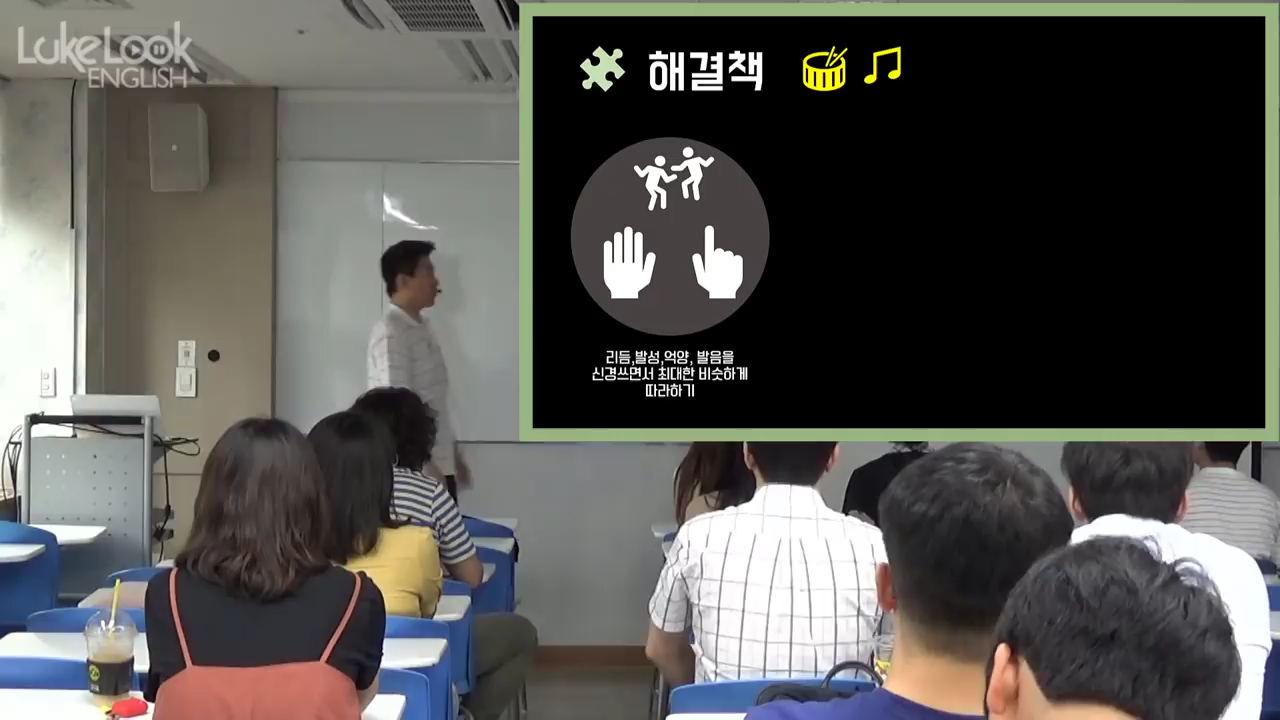 LukeLook
ENGLISH
해결책
리듬,발성,억양, 발음을
신경쓰면서 최대한 비슷하게
따라하기